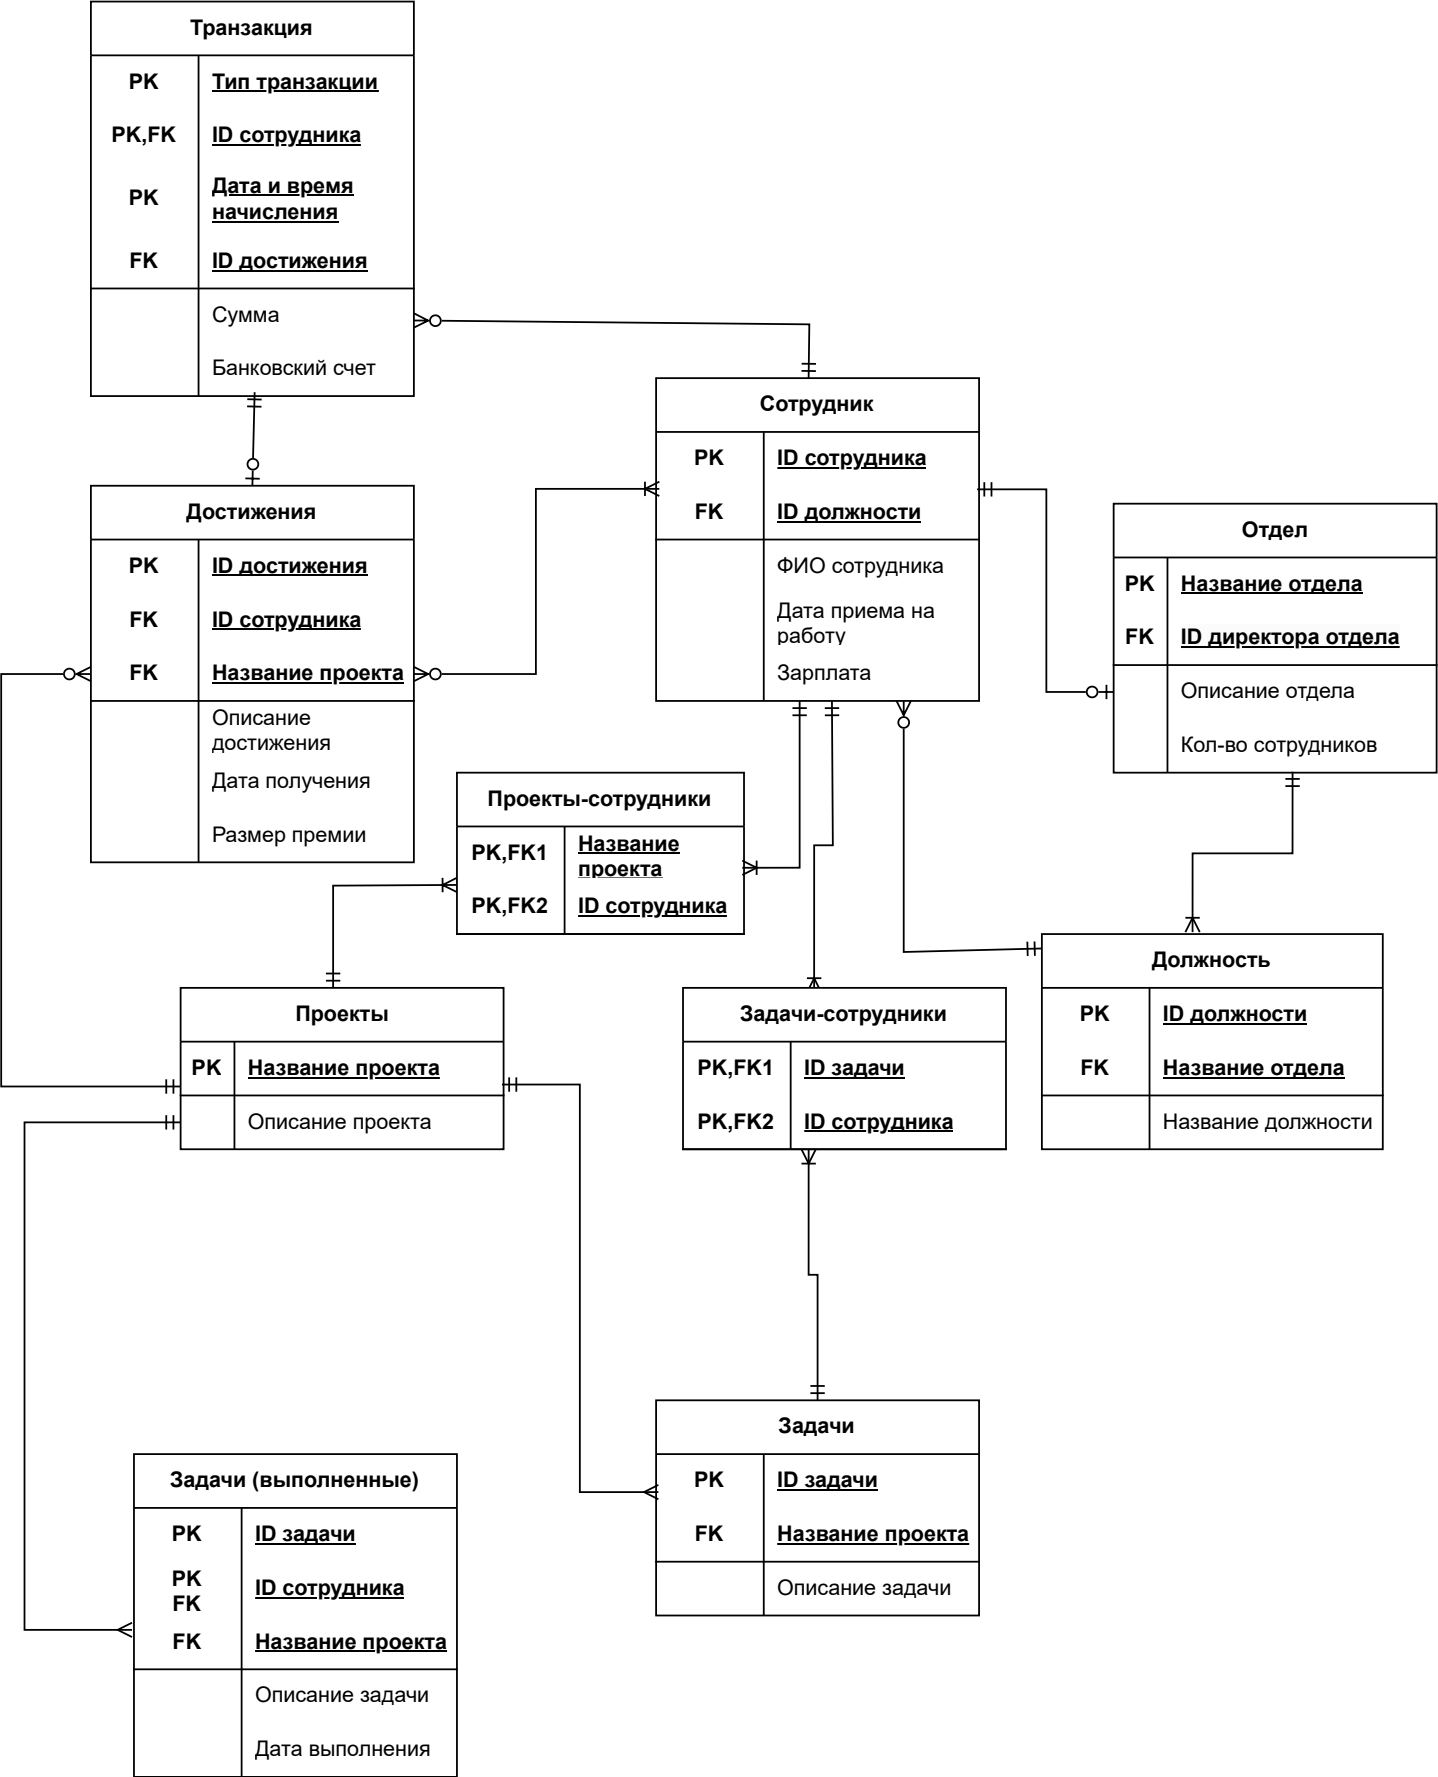 Транзакция
PK Тип транзакции
PK,FK ID сотрудника
PK Дата и время
начисления
FK ID достижения
Сумма
Банковский счет
Сотрудник
PK ID сотрудника
FK ID должности
ФИО сотрудника
Дата приема на
работу
Зарплата
Достижения
PK ID достижения
FK ID сотрудника
FK Название проекта
Описание
достижения
Дата получения
Размер премии
Отдел
PK Название отдела
FK ID директора отдела
Описание отдела
Кол-во сотрудников
Проекты-сотрудники
PK,FK1 Название
проекта
PK,FK2 ID сотрудника
Должность
PK ID должности
FK Название отдела
Название должности
Проекты
PK Название проекта
Описание проекта
Задачи-сотрудники
PK,FK1 ID задачи
PK,FK2 ID сотрудника
Задачи
PK ID задачи
FK Название проекта
Описание задачи
Задачи (выполненные)
PK ID задачи
PK
FK ID сотрудника
FK Название проекта
Описание задачи
Дата выполнения